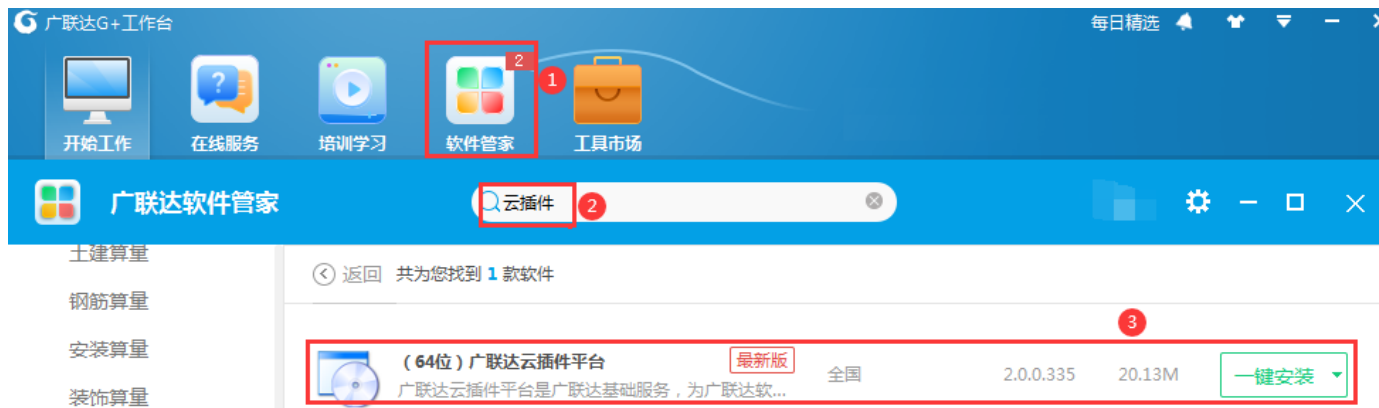 广联达G+工作台 每日精选
2 1
开始工作 在线服务 培训学习 软件管家 工具市场
广联达软件管家 云插件 2
土建算量
返回 共为您找到 1 款软件
钢筋算量
3
安装算量
（64位）广联达云插件平台 最新版 全国 2.0.0.335 20.13M 一键安装
广联达云插件平台是广联达基础服务，为广联达软...
装饰算量